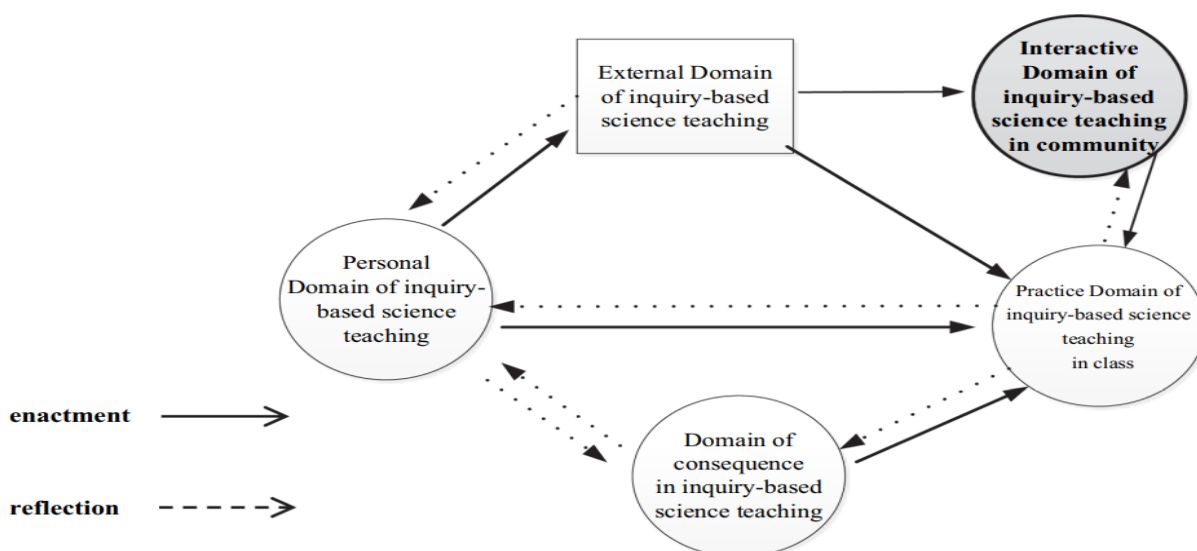 External Domain
of inquiry-based
science teaching
Interactive
Domain of
inquiry-based
science teaching
in community
Personal
Domain of inquiry-
based science
teaching
Practice Domain of
inquiry-based science
teaching
in class
Domain of
consequence
in inquiry-based
science teaching
enactment
reflection